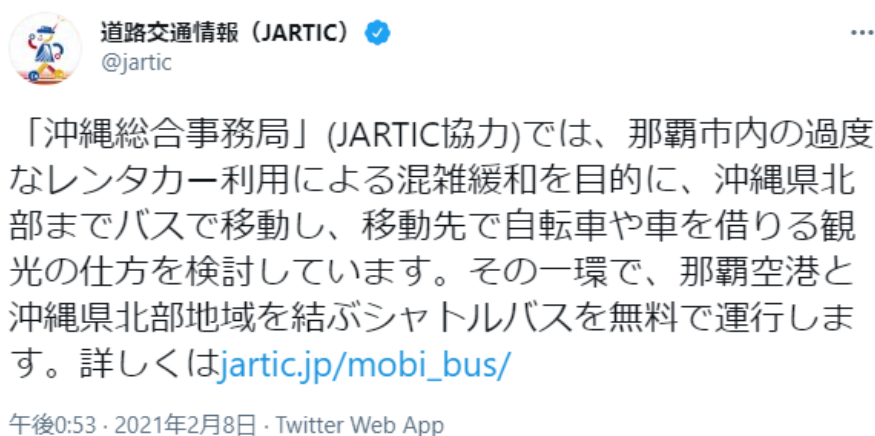 道路交通情報（JARTIC）
@jartic
「沖縄総合事務局」(JARTIC協力)では、那覇市内の過度
なレンタカー利用による混雑緩和を目的に、沖縄県北
部までバスで移動し、移動先で自転車や車を借りる観
光の仕方を検討しています。その一環で、那覇空港と
沖縄県北部地域を結ぶシャトルバスを無料で運行しま
す。詳しくはjartic.jp/mobi_bus/
午後0:53 · 2021年2月8日 · Twitter Web App